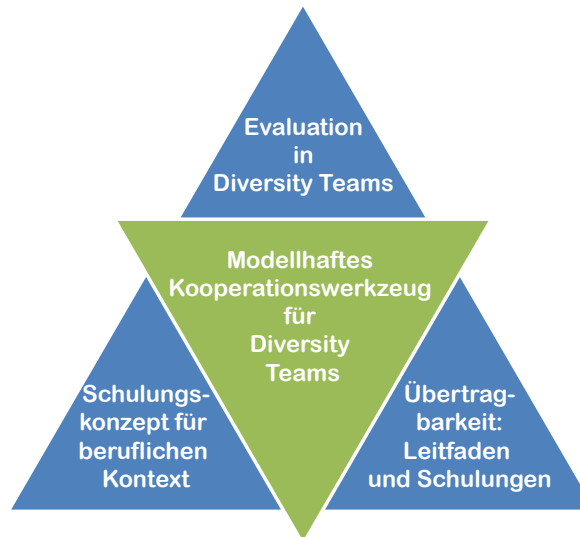 Evaluation
in
Diversity Teams
Modellhaftes
Kooperationswerkzeug
für
Diversity
Teams
Schulungs-
konzept für
beruflichen
Kontext
Übertrag-
barkeit:
Leitfaden
und Schulungen